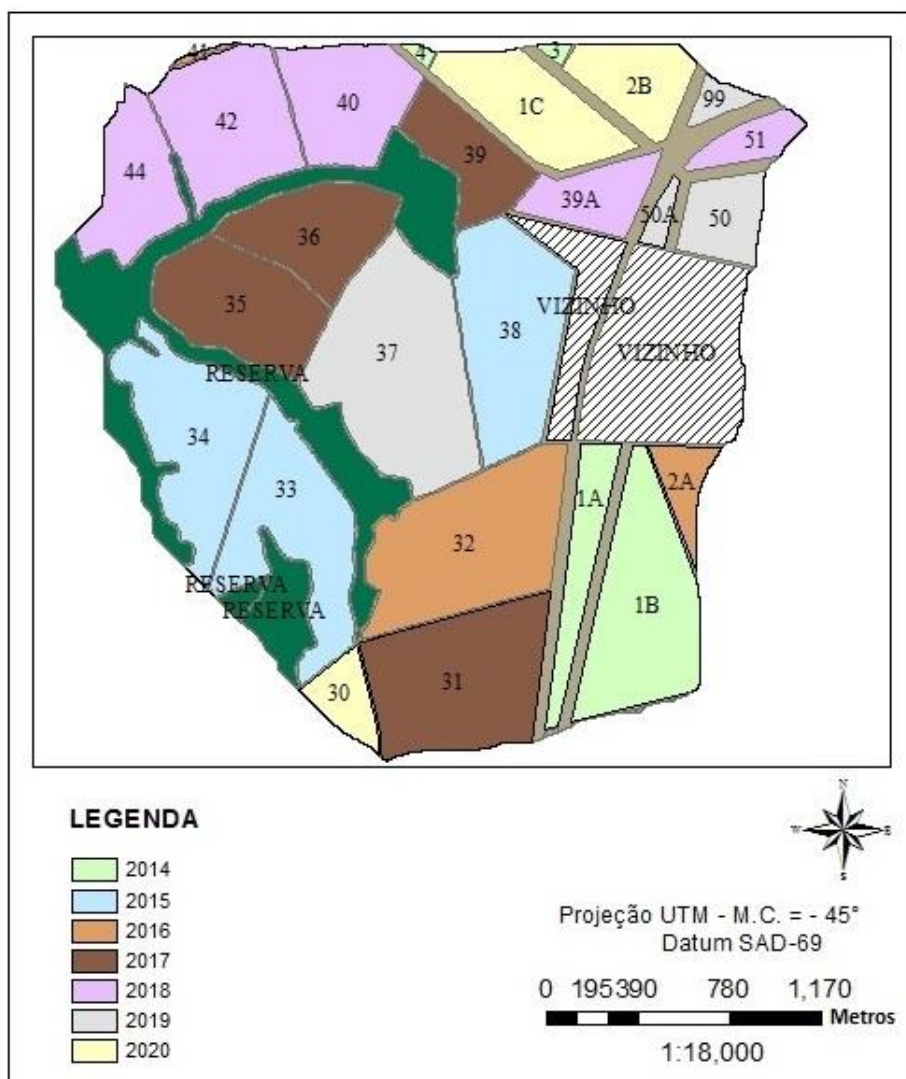 41
4
3
2B
99
1C
42
40
51
39
44
39A
50A
50
36
35
VIZINHO
38
37
VIZINHO
RESERVA
34
33
1A
2A
32
RESERVA
RESERVA
1B
31
30
N
W
E
S
LEGENDA
2014
2015
2016
2017
2018
2019
2020
Projeção UTM - M.C. = - 45°
Datum SAD-69
0 195390 780 1,170
Metros
1:18,000